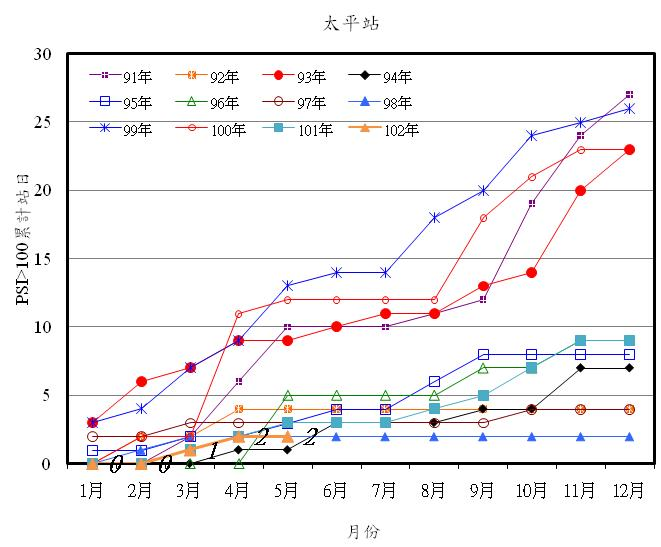 太平站
30
25
20
15
10
5
0
PSI>100累計站日
91年 92年 93年 94年
95年 96年 97年 98年
99年 100年 101年 102年
0 0 1 2 2
1月 2月 3月 4月 5月 6月 7月 8月 9月 10月 11月 12月
月份